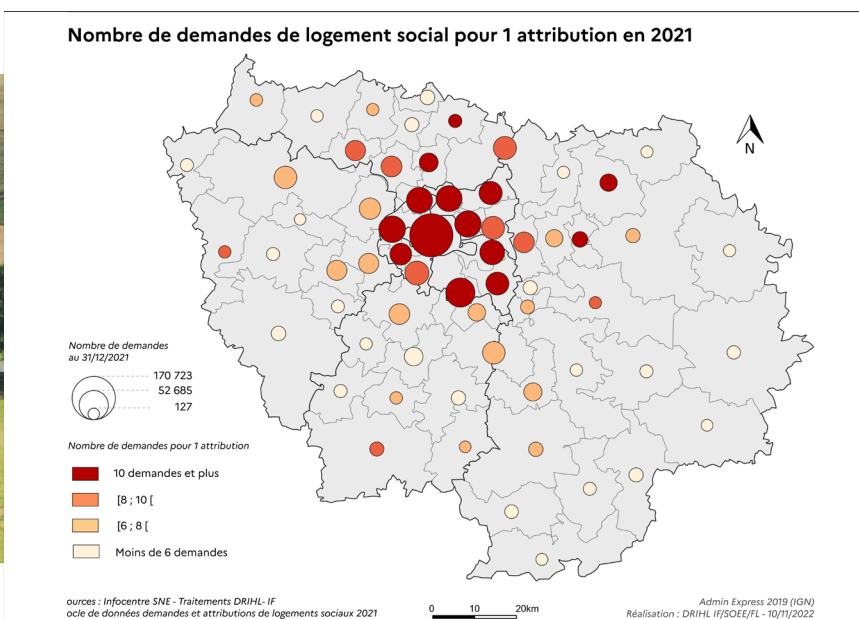 Nombre de demandes de logement social pour 1 attribution en 2021
N
Nombre de demandes
au 31/12/2021
170 723
52 685
127
Nombre de demandes pour 1 attribution
10 demandes et plus
[8 ; 10 [
[6 ; 8 [
Moins de 6 demandes
ources : Infocentre SNE - Traitements DRIHL- IF
ocle de données demandes et attributions de logements sociaux 2021
0 10 20km
Admin Express 2019 (IGN)
Réalisation : DRIHL IF/SOEE/FL - 10/11/2022